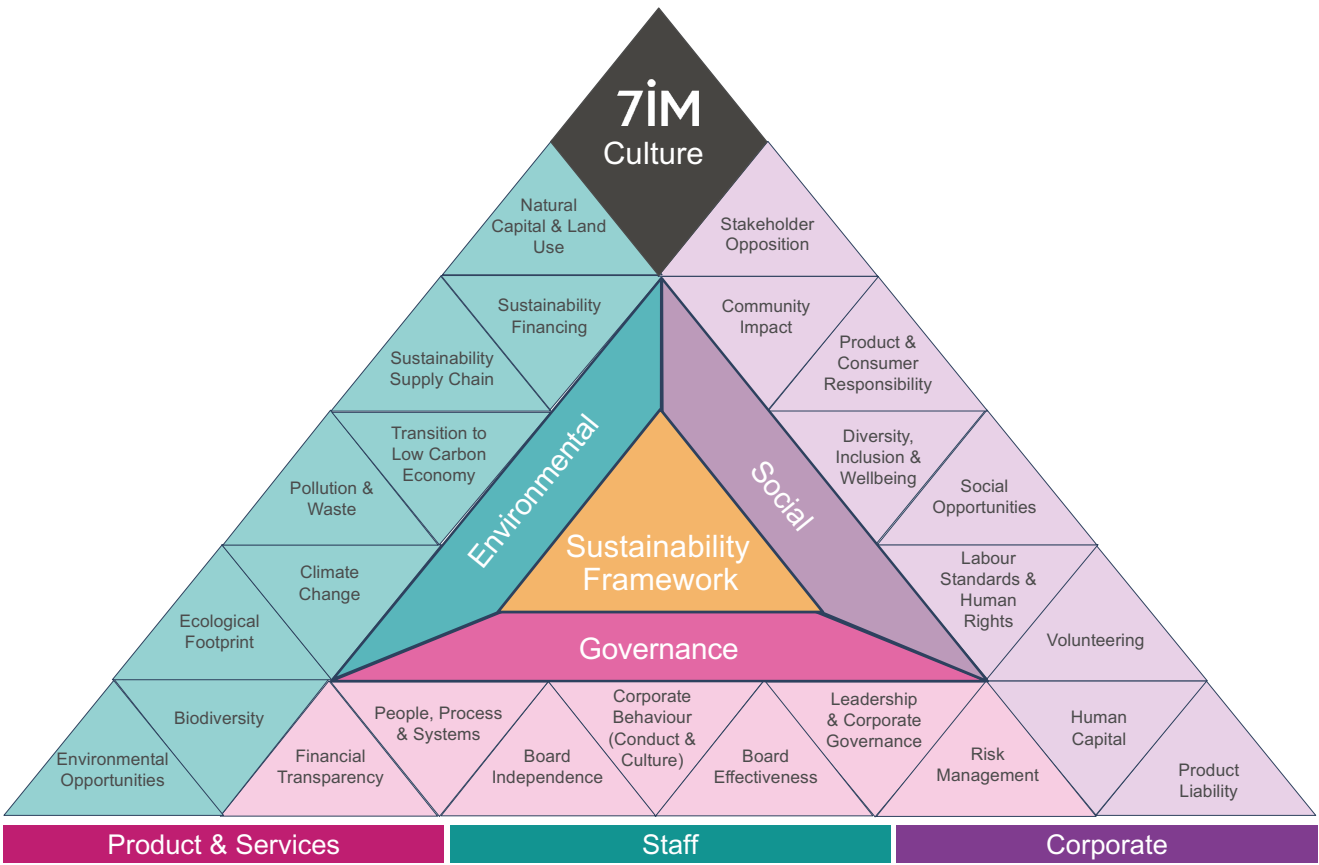 7iM
Culture
Natural
Capital & Land
Use
Stakeholder
Opposition
Sustainability
Financing
Community
Impact
Sustainability
Supply Chain
Product &
Consumer
Responsibility
Transition to
Low Carbon
Economy
Diversity,
Inclusion &
Wellbeing
Pollution &
Waste
Social
Opportunities
Environmental
Social
Sustainability
Framework
Climate
Change
Labour
Standards &
Human
Rights
Ecological
Footprint
Volunteering
Governance
Biodiversity
Environmental
Opportunities
Financial
Transparency
People, Process
& Systems
Board
Independence
Corporate
Behaviour
(Conduct &
Culture)
Board
Effectiveness
Leadership
& Corporate
Governance
Risk
Management
Human
Capital
Product
Liability
Product & Services
Staff
Corporate